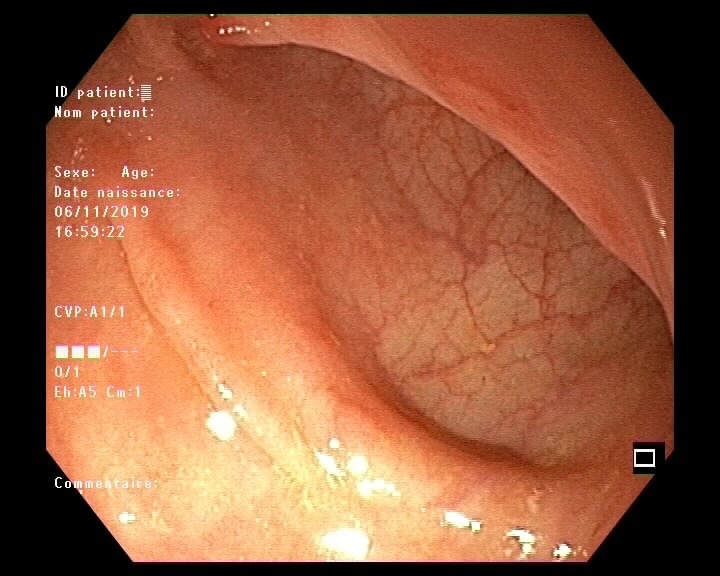 ID patient:
Nom patient:
Sexe: Age:
Date naissance:
06/11/2019
16:59:22
CVP:A1/1
/---
0/1
Eh:A5 Cm:1
Commentaire: